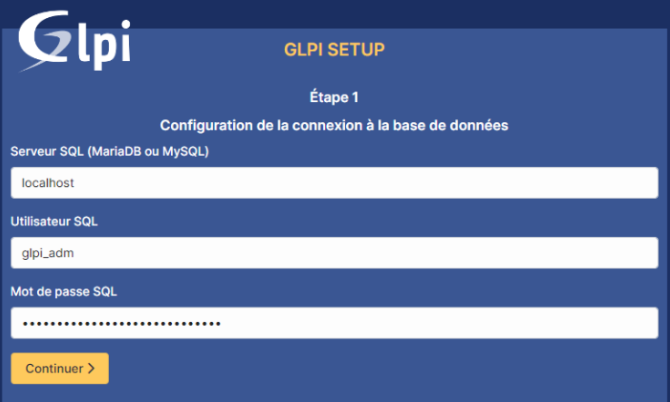 Glpi
GLPI SETUP
Étape 1
Configuration de la connexion à la base de données
Serveur SQL (MariaDB ou MySQL)
localhost
Utilisateur SQL
glpi_adm
Mot de passe SQL
•••••••••••••••••••••••••••••
Continuer >